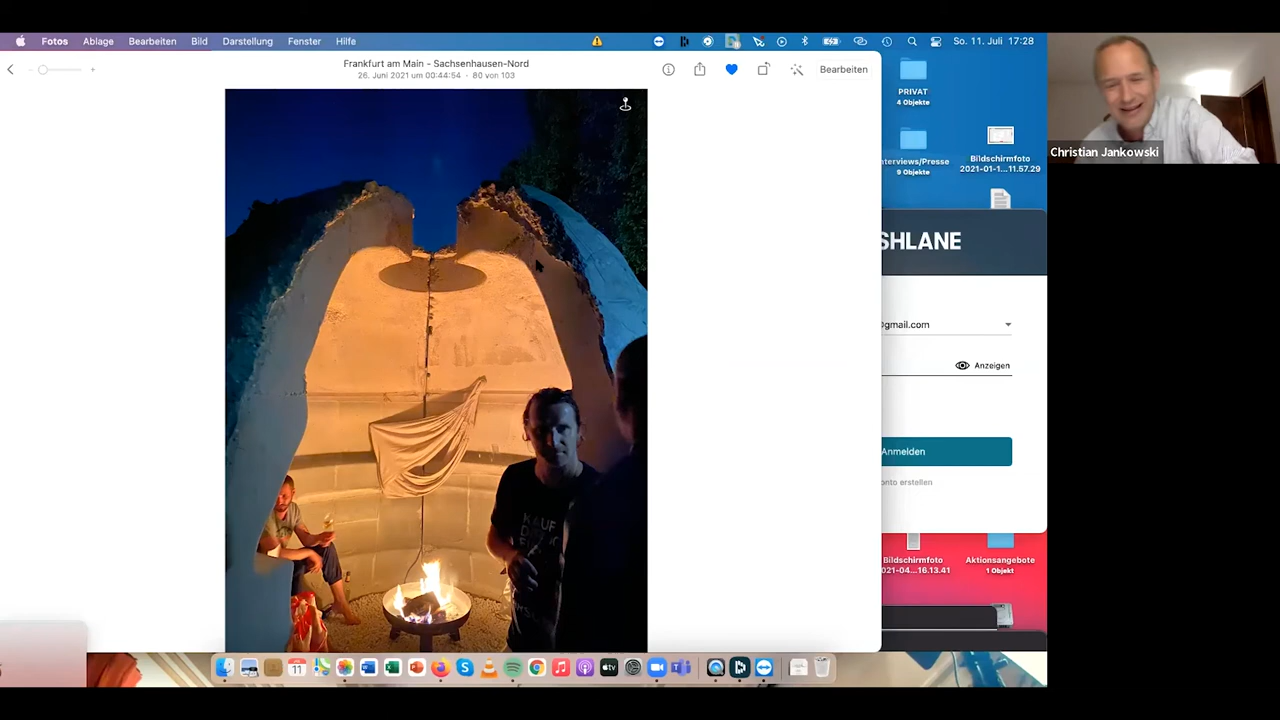 Fotos Ablage Bearbeiten Bild Darstellung Fenster Hilfe
So. 11. Juli 17:28
Frankfurt am Main - Sachsenhausen-Nord
26. Juni 2021 um 00:44:54 · 80 von 103
Bearbeiten
PRIVAT
4 Objekte
nterviews/Presse
9 Objekte
Bildschirmfoto
2021-01-1...11.57.29
SHLANE
@gmail.com
Anzeigen
Anmelden
onto erstellen
Bildschirmfoto
021-04...16.13.41
Aktionsangebote
1 Objekt
KAUF
11
Christian Jankowski